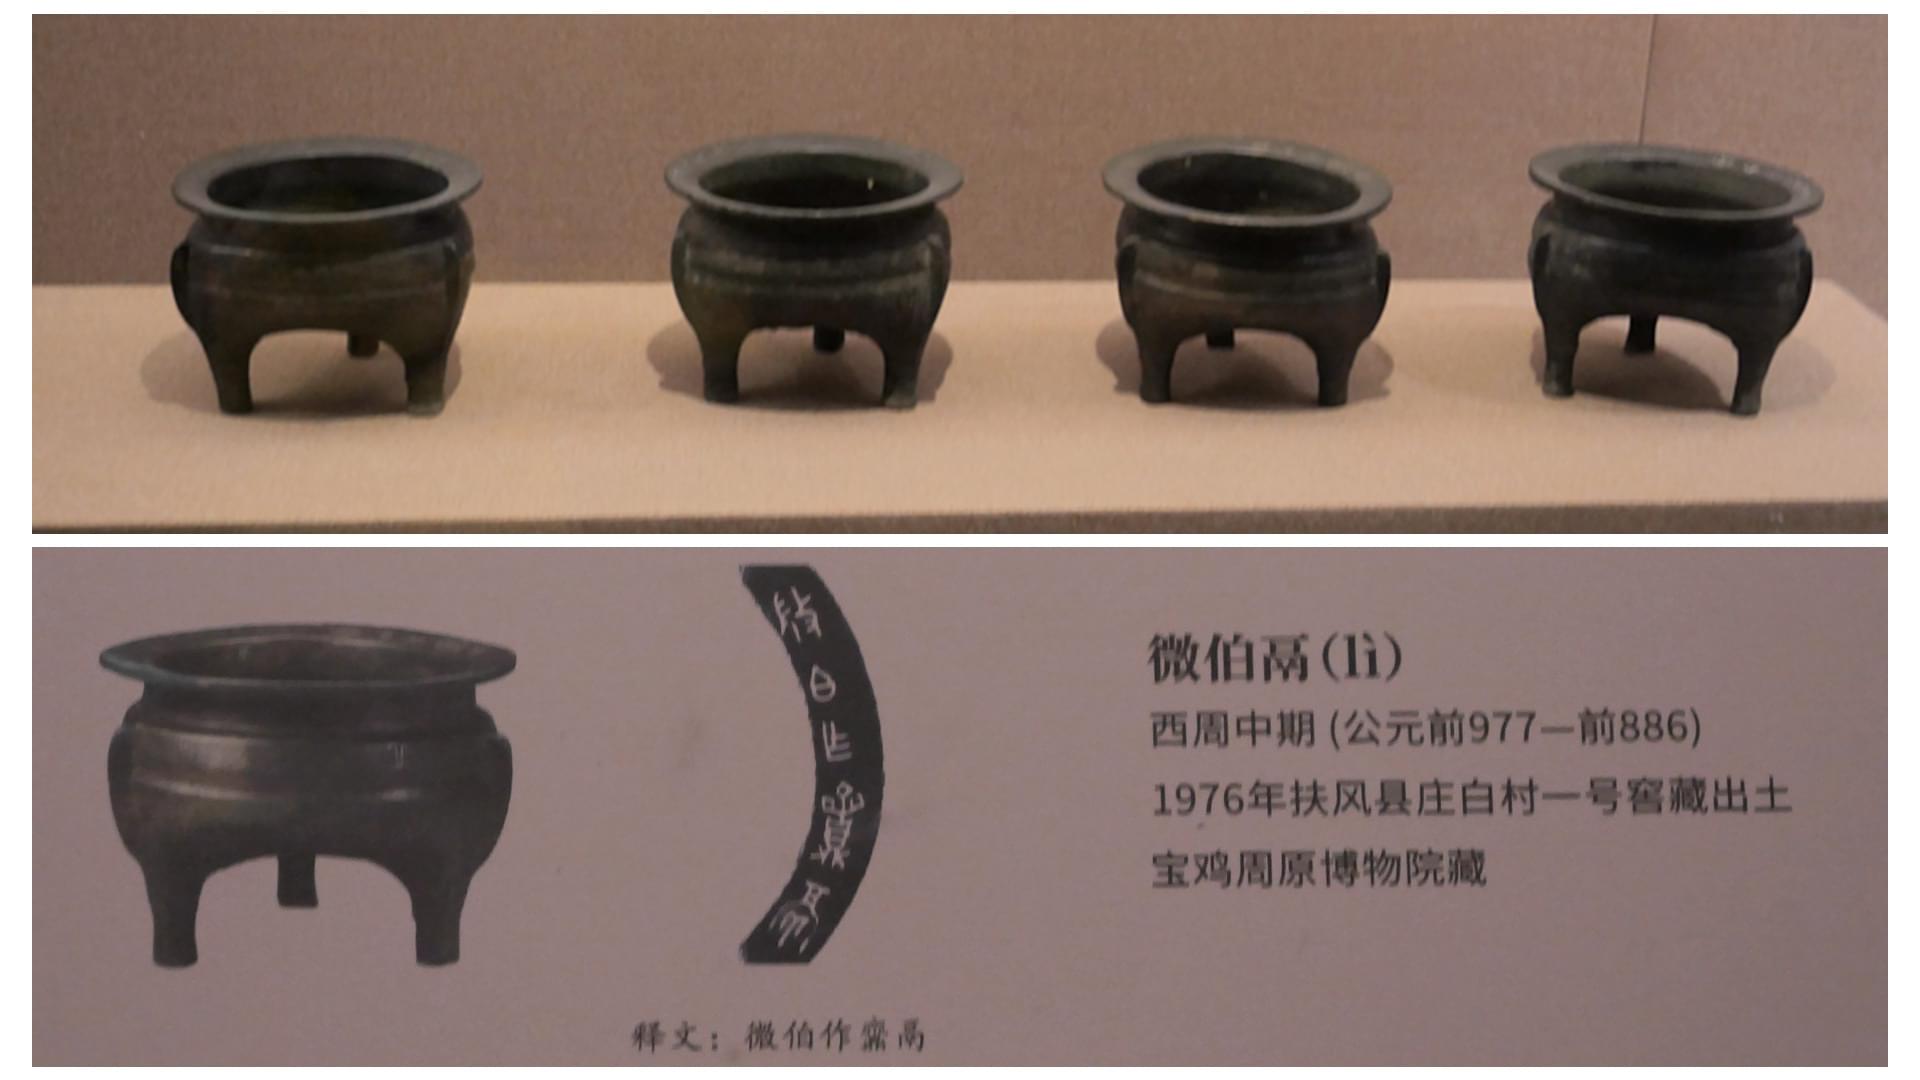 微伯鬲(lì)
西周中期 (公元前977—前886)
1976年扶风县庄白村一号窖藏出土
宝鸡周原博物院藏
释文：微伯作齍鬲